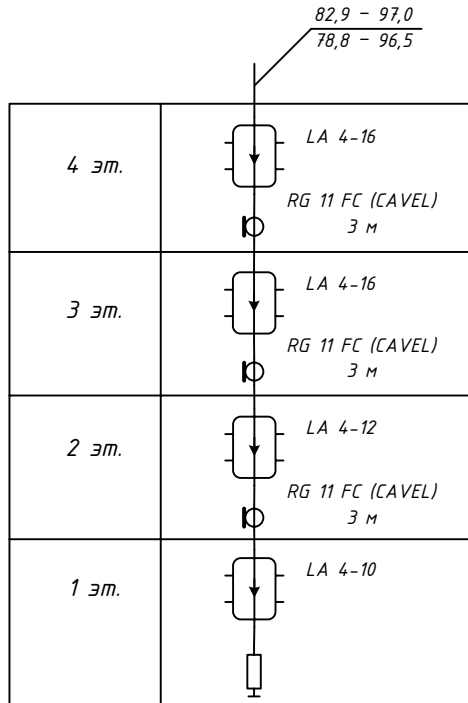 82,9 - 97,0
78,8 - 96,5
4 эт.
LA 4-16
RG 11 FC (CAVEL)
3 м
3 эт.
LA 4-16
RG 11 FC (CAVEL)
3 м
2 эт.
LA 4-12
RG 11 FC (CAVEL)
3 м
1 эт.
LA 4-10